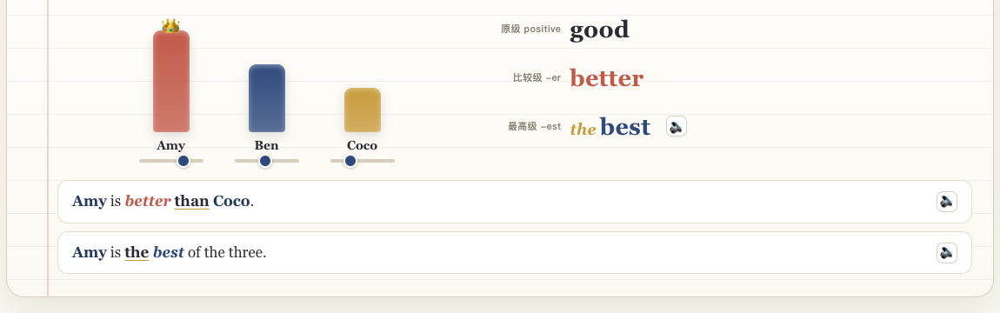 原级 positive good
比较级 –er better
最高级 –est the best
Amy Ben Coco
Amy is better than Coco.
Amy is the best of the three.